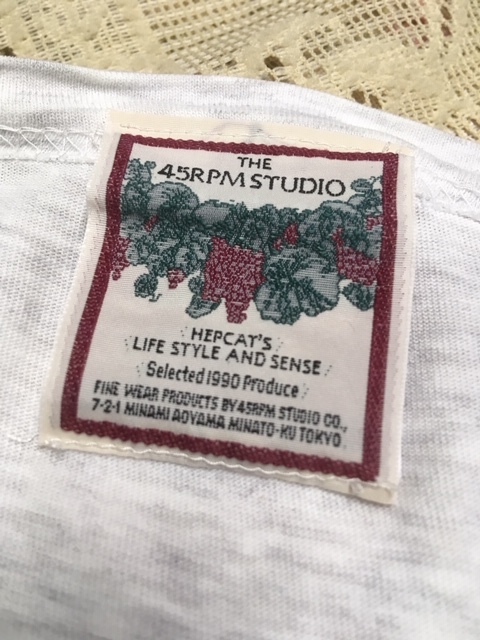 THE
45RPM STUDIO
HEPCAT'S
LIFE STYLE AND SENSE
Selected 1990 Produce
FINE WEAR PRODUCTS BY 45RPM STUDIO CO.,
7-2-1 MINAMI AOYAMA MINATO-KU TOKYO